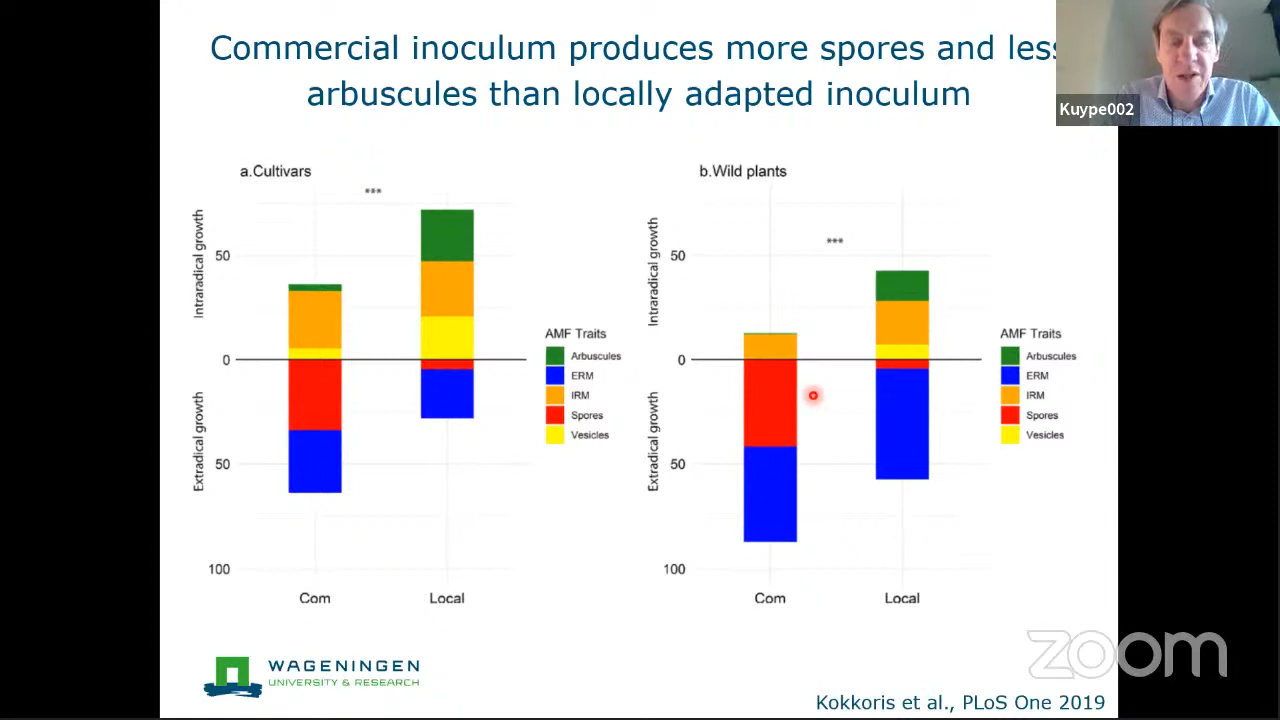 Commercial inoculum produces more spores and less
arbuscules than locally adapted inoculum
Kuype002
a.Cultivars
***
Intraradical growth
Extradical growth
50
0
50
100
Com
Local
AMF Traits
Arbuscules
ERM
IRM
Spores
Vesicles
b.Wild plants
***
Intraradical growth
Extradical growth
50
0
50
100
Com
Local
AMF Traits
Arbuscules
ERM
IRM
Spores
Vesicles
WAGENINGEN
UNIVERSITY & RESEARCH
zoom
Kokkoris et al., PLoS One 2019